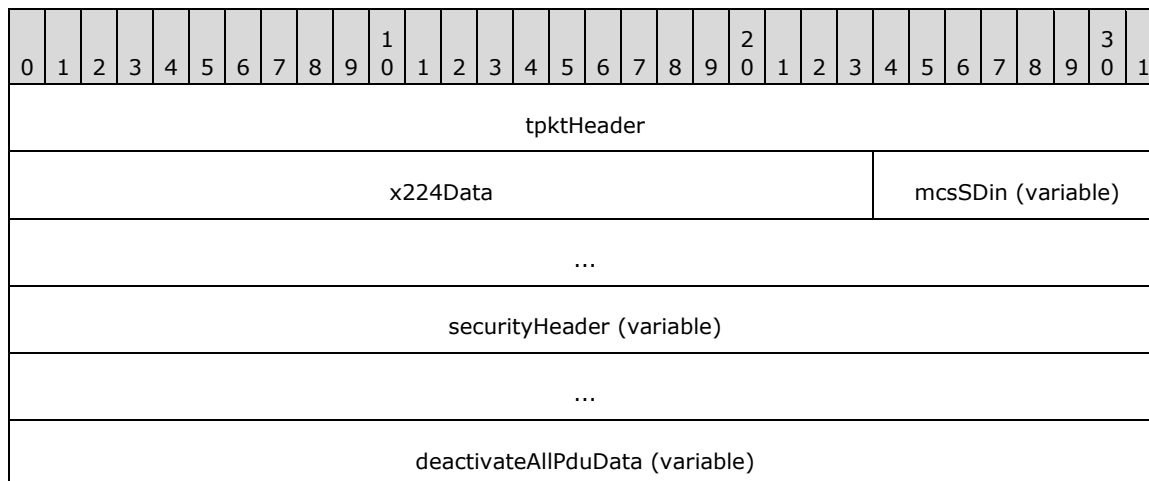 1 2 3
0 1 2 3 4 5 6 7 8 9 0 1 2 3 4 5 6 7 8 9 0 1 2 3 4 5 6 7 8 9 0 1
tpktHeader
x224Data mcsSDin (variable)
...
securityHeader (variable)
...
deactivateAllPduData (variable)